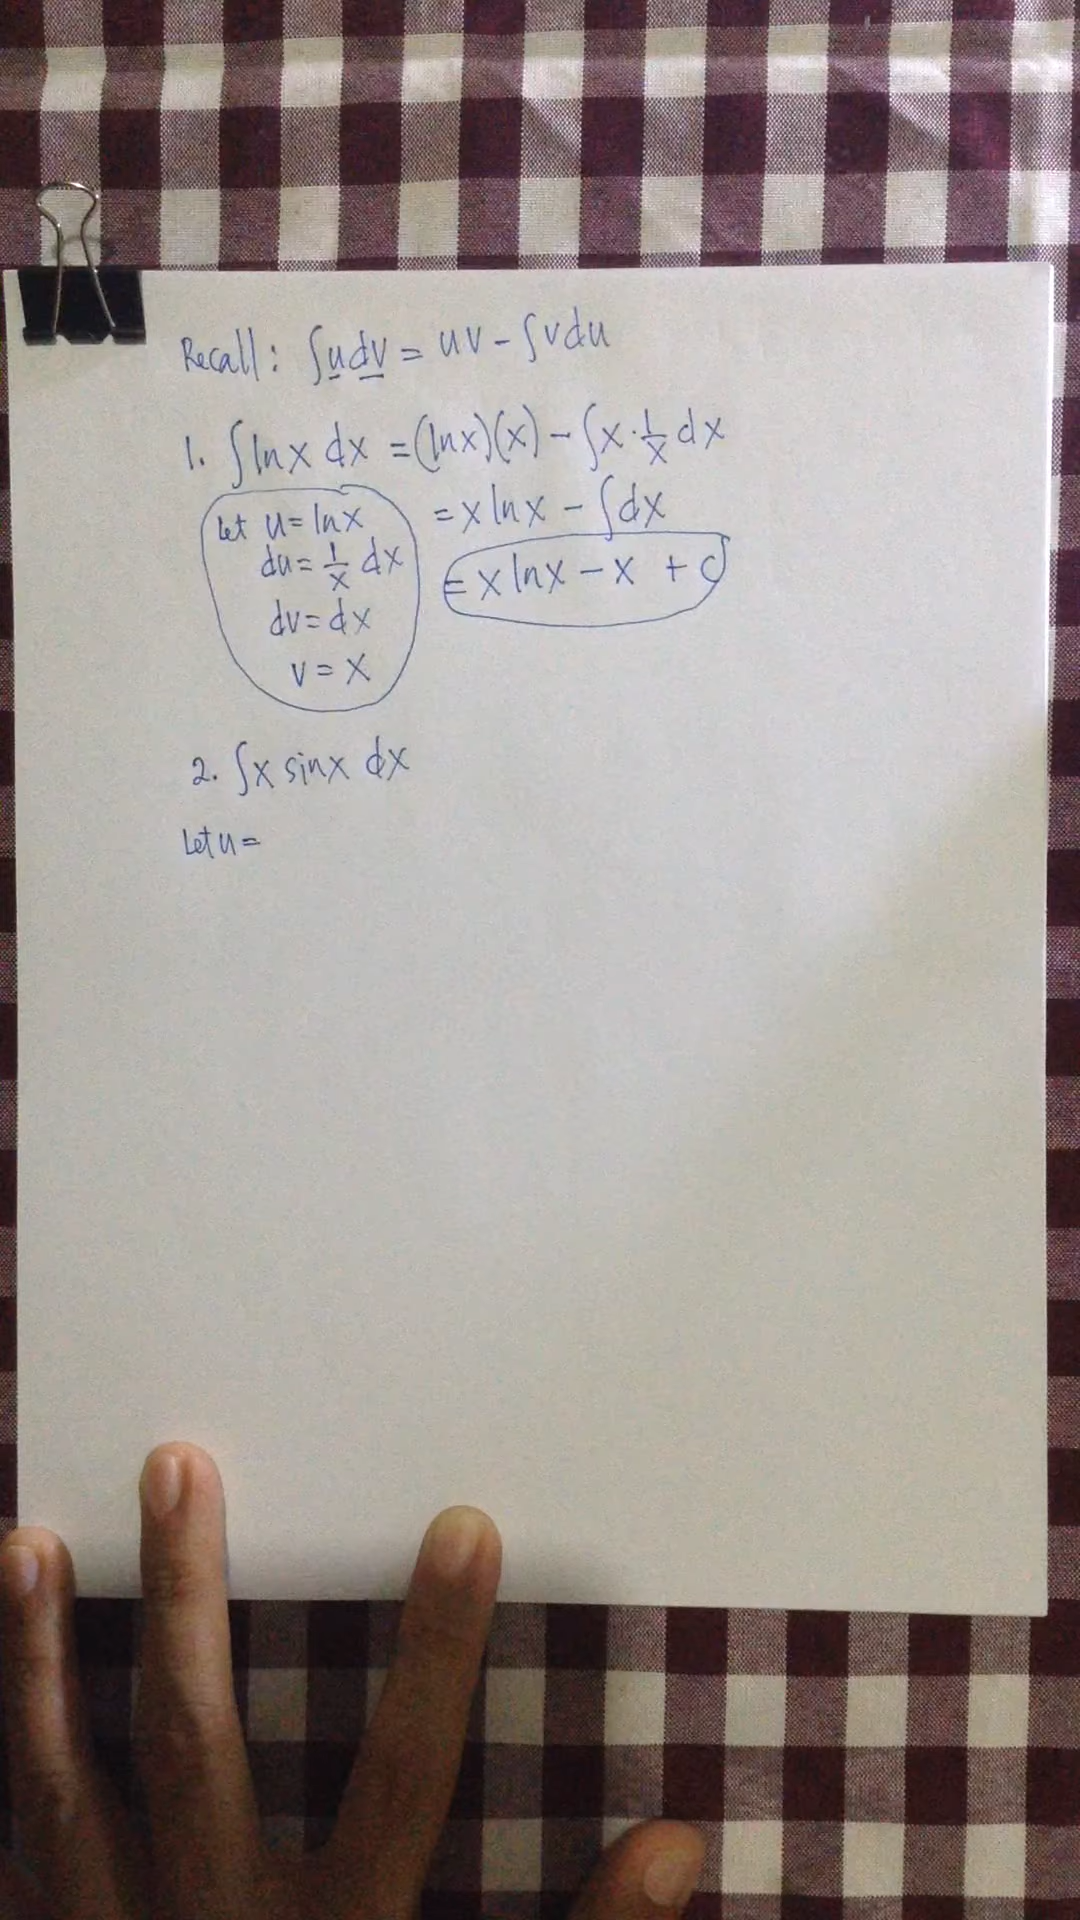 Recall: ∫udv = uv - ∫vdu
1. ∫lnx dx = (lnx)(x) - ∫x·1/x dx
= x lnx - ∫dx
= x lnx - x + C
Let u = lnx
du = 1/x dx
dv = dx
v = x
2. ∫x sinx dx
Let u =